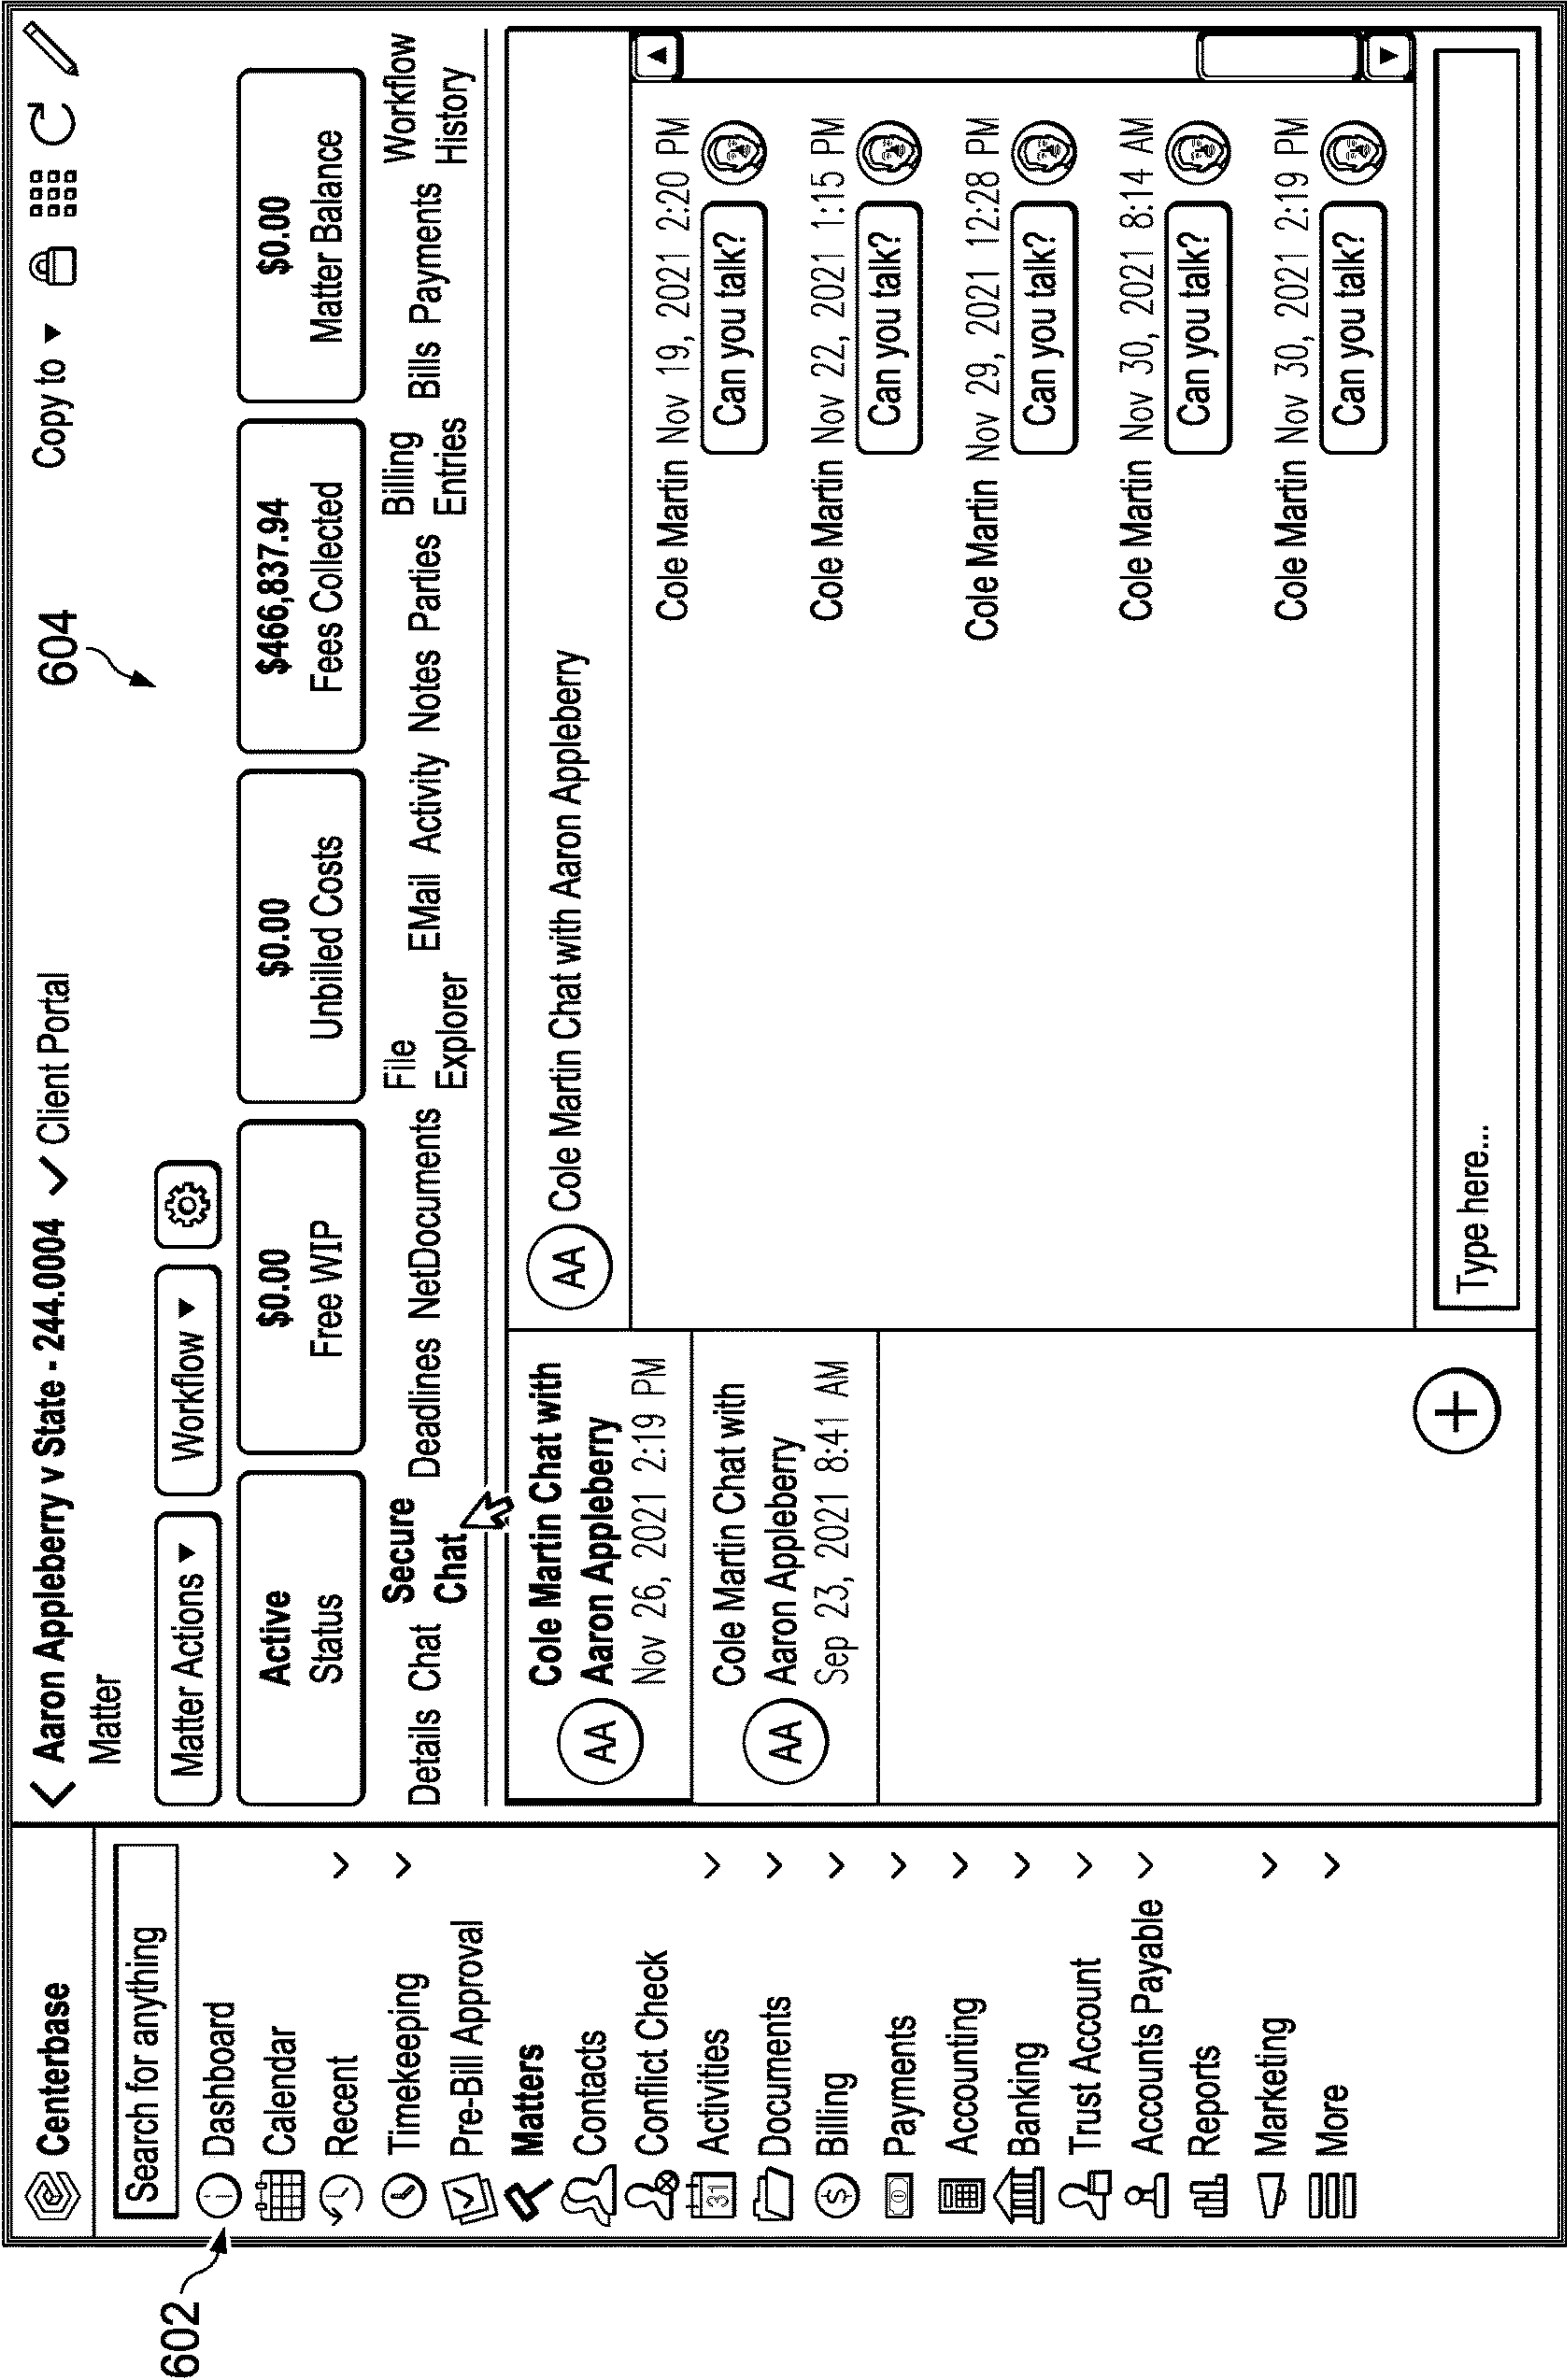 602
604
Centerbase
Search for anything
Dashboard
Calendar
Recent
Timekeeping
Pre-Bill Approval
Matters
Contacts
Conflict Check
Activities
31
Documents
Billing
$
Payments
Accounting
Banking
Trust Account
Accounts Payable
Reports
Marketing
More
Aaron Appleberry v State - 244.0004 ✓ Client Portal
Copy to ▼
Matter
Matter Actions ▼
Workflow ▼
Active
Status
$0.00
Free WIP
$0.00
Unbilled Costs
$466,837.94
Fees Collected
$0.00
Matter Balance
Details
Chat
Secure
Chat
Deadlines
NetDocuments
File
Explorer
EMail
Activity
Notes
Parties
Billing
Entries
Bills
Payments
Workflow
History
AA
Cole Martin Chat with
Aaron Appleberry
Nov 26, 2021 2:19 PM
AA
Cole Martin Chat with
Aaron Appleberry
Sep 23, 2021 8:41 AM
+
AA
Cole Martin Chat with Aaron Appleberry
Cole Martin Nov 19, 2021 2:20 PM
Can you talk?
Cole Martin Nov 22, 2021 1:15 PM
Can you talk?
Cole Martin Nov 29, 2021 12:28 PM
Can you talk?
Cole Martin Nov 30, 2021 8:14 AM
Can you talk?
Cole Martin Nov 30, 2021 2:19 PM
Can you talk?
Type here...